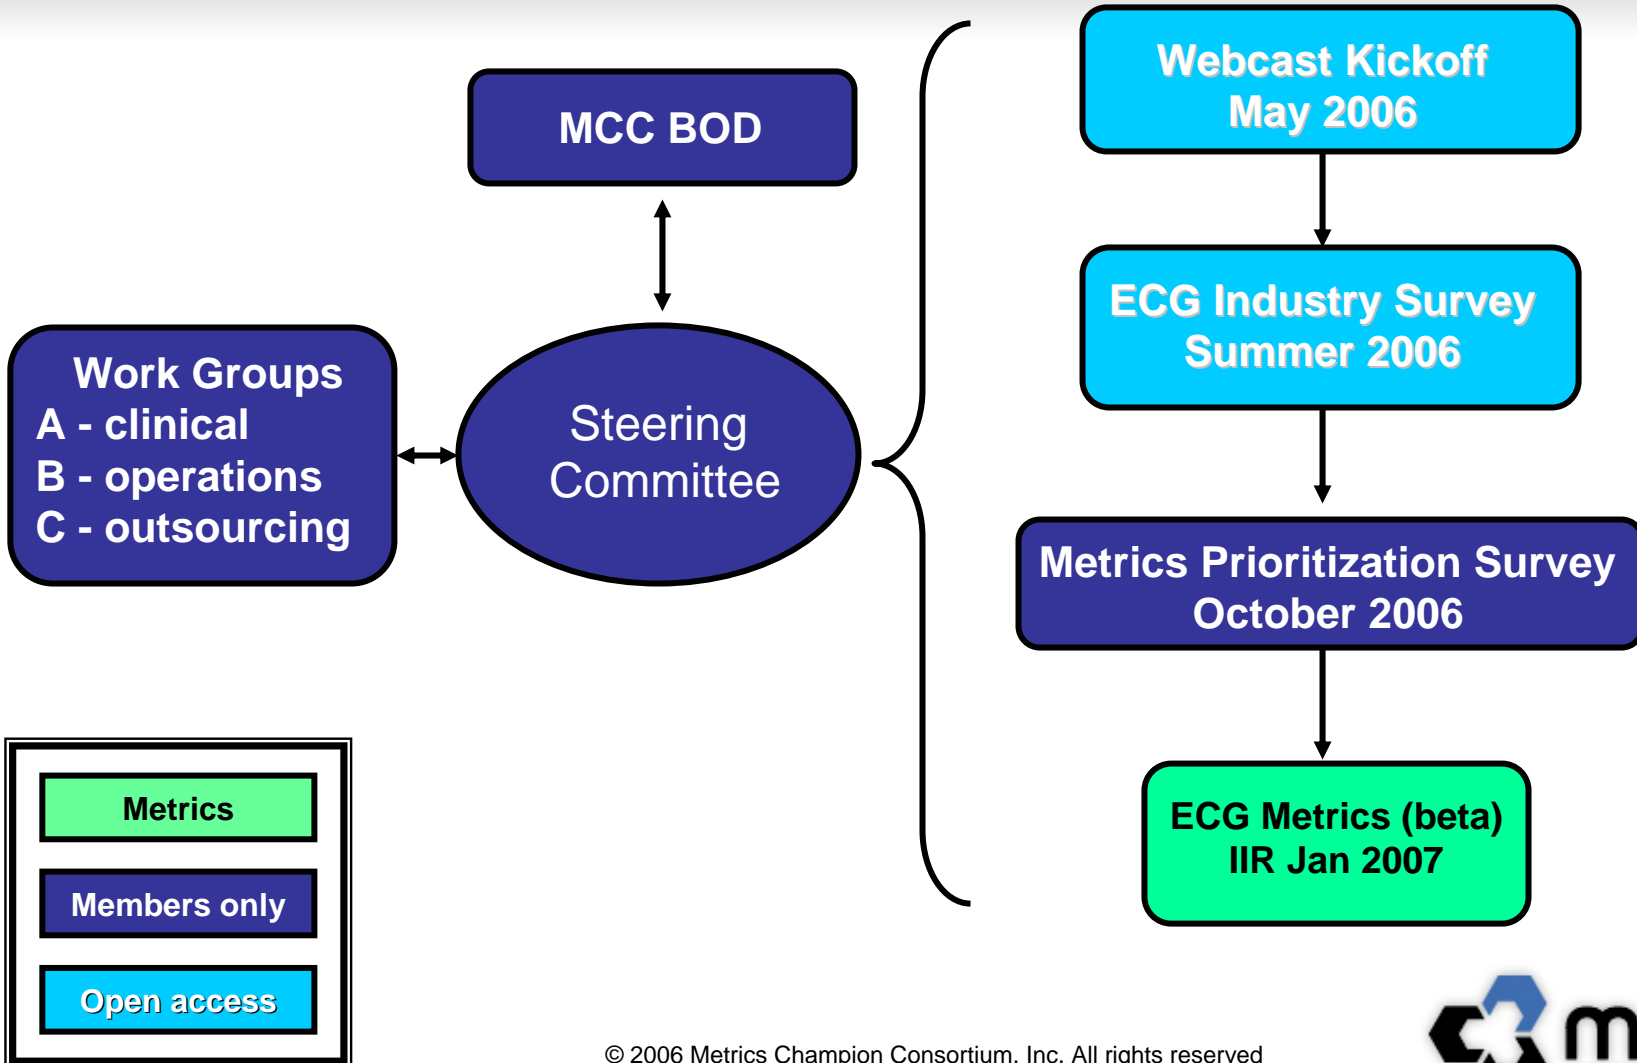 MCC BOD
Work Groups
A - clinical
B - operations
C - outsourcing
Steering
Committee
Webcast Kickoff
May 2006
ECG Industry Survey
Summer 2006
Metrics Prioritization Survey
October 2006
ECG Metrics (beta)
IIR Jan 2007
Metrics
Members only
Open access
© 2006 Metrics Champion Consortium, Inc. All rights reserved